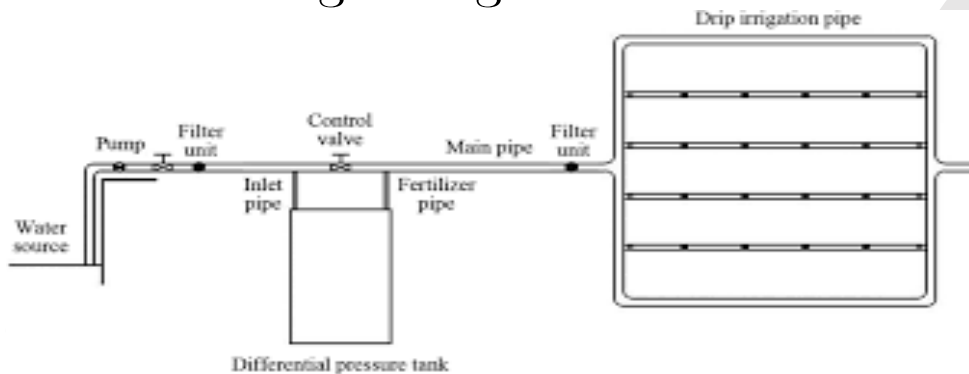 Drip irrigation pipe
Control
valve
Filter
unit
Pump
Main pipe
Filter
unit
Inlet
pipe
Fertilizer
pipe
Water
source
Differential pressure tank